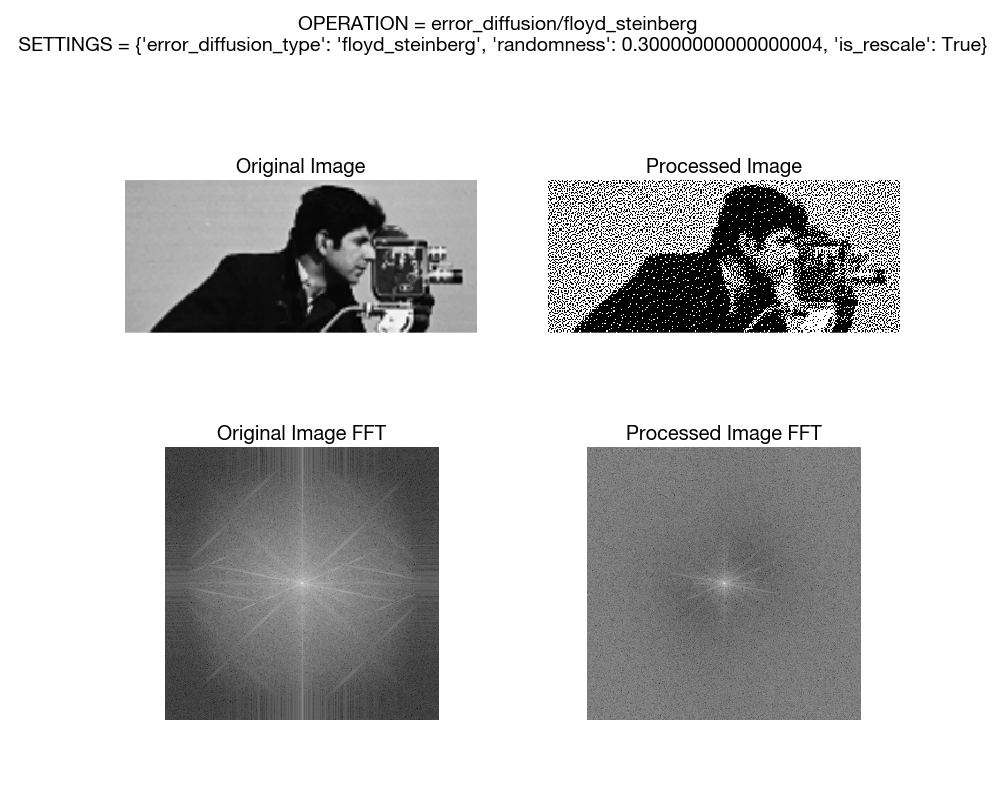 OPERATION = error_diffusion/floyd_steinberg
SETTINGS = {'error_diffusion_type': 'floyd_steinberg', 'randomness': 0.30000000000000004, 'is_rescale': True}
Original Image
Processed Image
Original Image FFT
Processed Image FFT